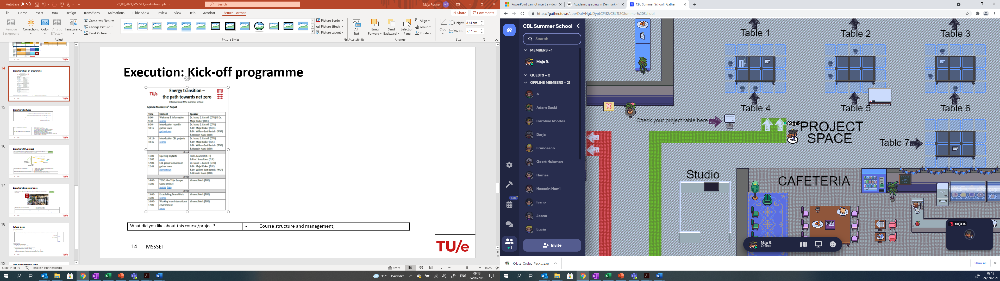 AutoSave Off
22_09_2021_MSSSET_evaluation.pptx
Search
Maja Rücker MR
File Home Insert Draw Design Transitions Animations Slide Show Review View Help Acrobat Picture Format
Share Comments
Remove Background
Corrections
Color
Artistic Effects
Transparency
Compress Pictures
Change Picture
Reset Picture
Adjust
Picture Styles
Picture Border
Picture Effects
Picture Layout
Alt Text
Accessibility
Bring Forward
Send Backward
Selection Pane
Align
Group
Rotate
Arrange
Crop
Height: 8,44 cm
Width: 5,57 cm
Size
14
Execution: Kick-off programme
15
Execution: Lectures
16
Execution: CBL-project
17
Execution: Live experience
18
Future plans:
19
Execution: Kick-off programme
TU/e
Energy transition –
the path towards net zero
DTU
International MSc summer school
Agenda: Monday 16th August
Time Content Speaker
9.00-9.30 Welcome & Information teams Dr. Ivano E. Castelli (DTU) & Dr. Maja Rücker (TUE)
9.30-10.15 Introduction round in gather town gathertown Dr. Ivano E. Castelli (DTU) & Dr. Maja Rücker (TU/e) & Dr. Willem-Bart Bartels (WSP) & Hossein Nami (DTU)
10.15-10.45 Introduction CBL projects teams Dr. Ivano E. Castelli (DTU) & Dr. Maja Rücker (TUE) & Dr. Willem-Bart Bartels (WSP) & Hossein Nami (DTU)
Break
11.00-12.00 Opening KeyNote zoom Profs. Laumert (KTH) & Prof. Smeulders (TUE)
12.00-12.45 CBL-group formation in gather town gathertown Dr. Ivano E. Castelli (DTU) & Dr. Maja Rücker (TUE) & Dr. Willem-Bart Bartels (WSP) & Hossein Nami (DTU)
Break
14.00-15.00 TEGO: the TU/e Escape Game Online! teams, tego Vincent Merk (TUE)
Break
15.00-16.00 Establishing Team Work teams Vincent Merk (TUE)
16.00-17.00 Working in an international environment zoom Vincent Merk (TUE)
What did you like about this course/project? - Course structure and management;
14 MSSSET
TU/e
Slide 14 of 19 English (Netherlands)
Notes
150%
15°C Bewolkt
ENG
09:13
24/09/2021
PowerPoint cannot insert a video
Academic grading in Denmark -
CBL Summer School | Gather
https://gather.town/app/DuIAHgUDypLCPIJ2/CBL%20Summer%20School
CBL Summer School
Search
MEMBERS – 1
Maja R.
GUESTS – 0
OFFLINE MEMBERS – 21
A
Adam Suski
Caroline Rhodes
Darja
Francesco
Geert Huisman
Hamza
Hossein Nami
Ivano
Joana
Lucia
beta
1
Invite
Table 1
Table 2
Table 3
Table 4
Table 5
Table 6
Check your project table here
Maja R.
PROJECT
SPACE
Table 7
Studio
CAFETERIA
Maja R.
Online
Maja R.
K-Lite_Codec_Pack....exe
Show all
09:13
24/09/2021